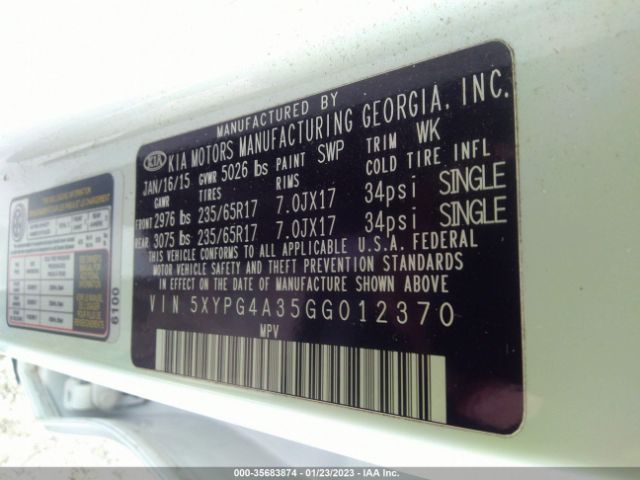 MANUFACTURED BY
KIA KIA MOTORS MANUFACTURING GEORGIA, INC.
JAN/16/15 GVWR 5026 lbs PAINT SWP TRIM WK
GAWR TIRES RIMS COLD TIRE INFL
FRONT 2976 lbs 235/65R17 7.0JX17 34psi SINGLE
REAR 3075 lbs 235/65R17 7.0JX17 34psi SINGLE
THIS VEHICLE CONFORMS TO ALL APPLICABLE U.S.A. FEDERAL
MOTOR VEHICLE SAFETY AND THEFT PREVENTION STANDARDS
IN EFFECT ON THE DATE OF MANUFACTURE SHOWN ABOVE
VIN 5XYPG4A35GG012370
MPV
6100
000-35683874 / 01/23/2023 - IAA Inc.